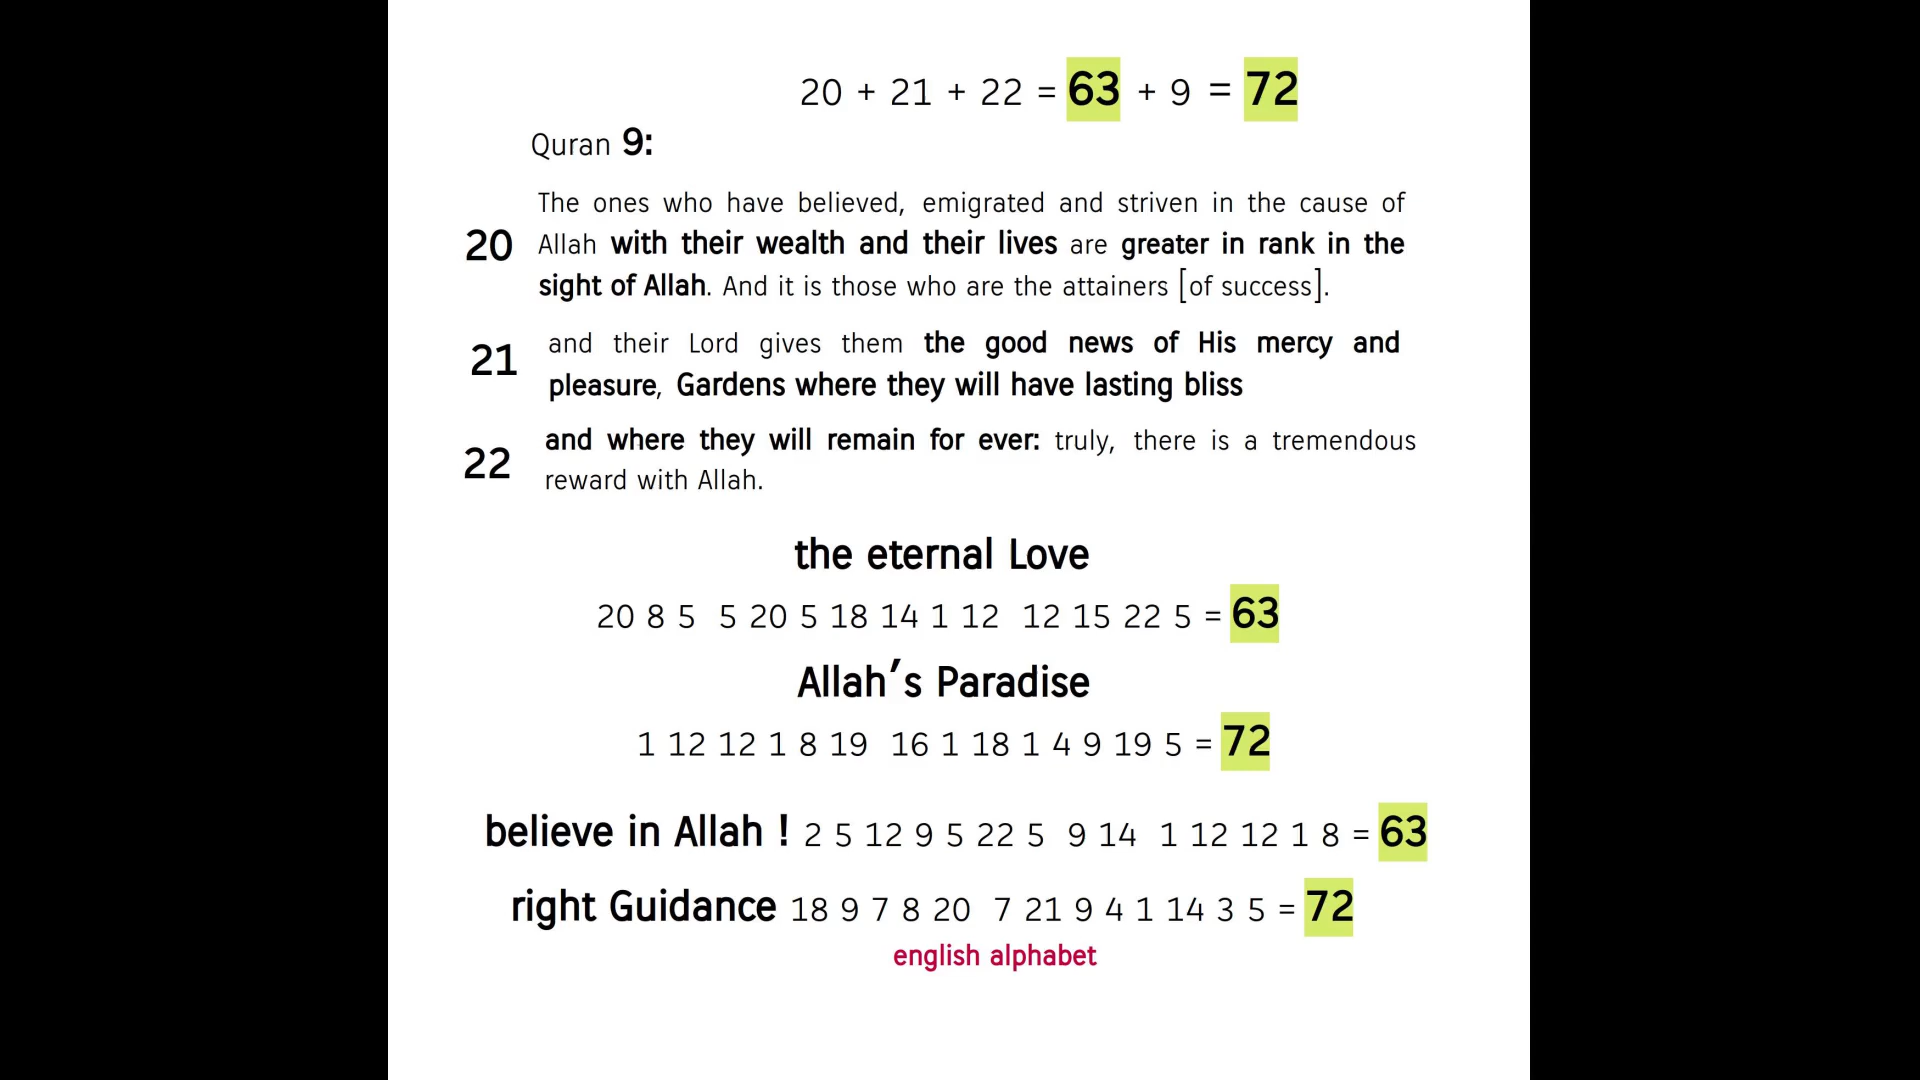 20 + 21 + 22 = 63 + 9 = 72
Quran 9:
The ones who have believed, emigrated and striven in the cause of
20 Allah with their wealth and their lives are greater in rank in the
sight of Allah. And it is those who are the attainers [of success].
21 and their Lord gives them the good news of His mercy and
pleasure, Gardens where they will have lasting bliss
22 and where they will remain for ever: truly, there is a tremendous
reward with Allah.
the eternal Love
20 8 5 5 20 5 18 14 1 12 12 15 22 5 = 63
Allah's Paradise
1 12 12 1 8 19 16 1 18 1 4 9 19 5 = 72
believe in Allah ! 2 5 12 9 5 22 5 9 14 1 12 12 1 8 = 63
right Guidance 18 9 7 8 20 7 21 9 4 1 14 3 5 = 72
english alphabet